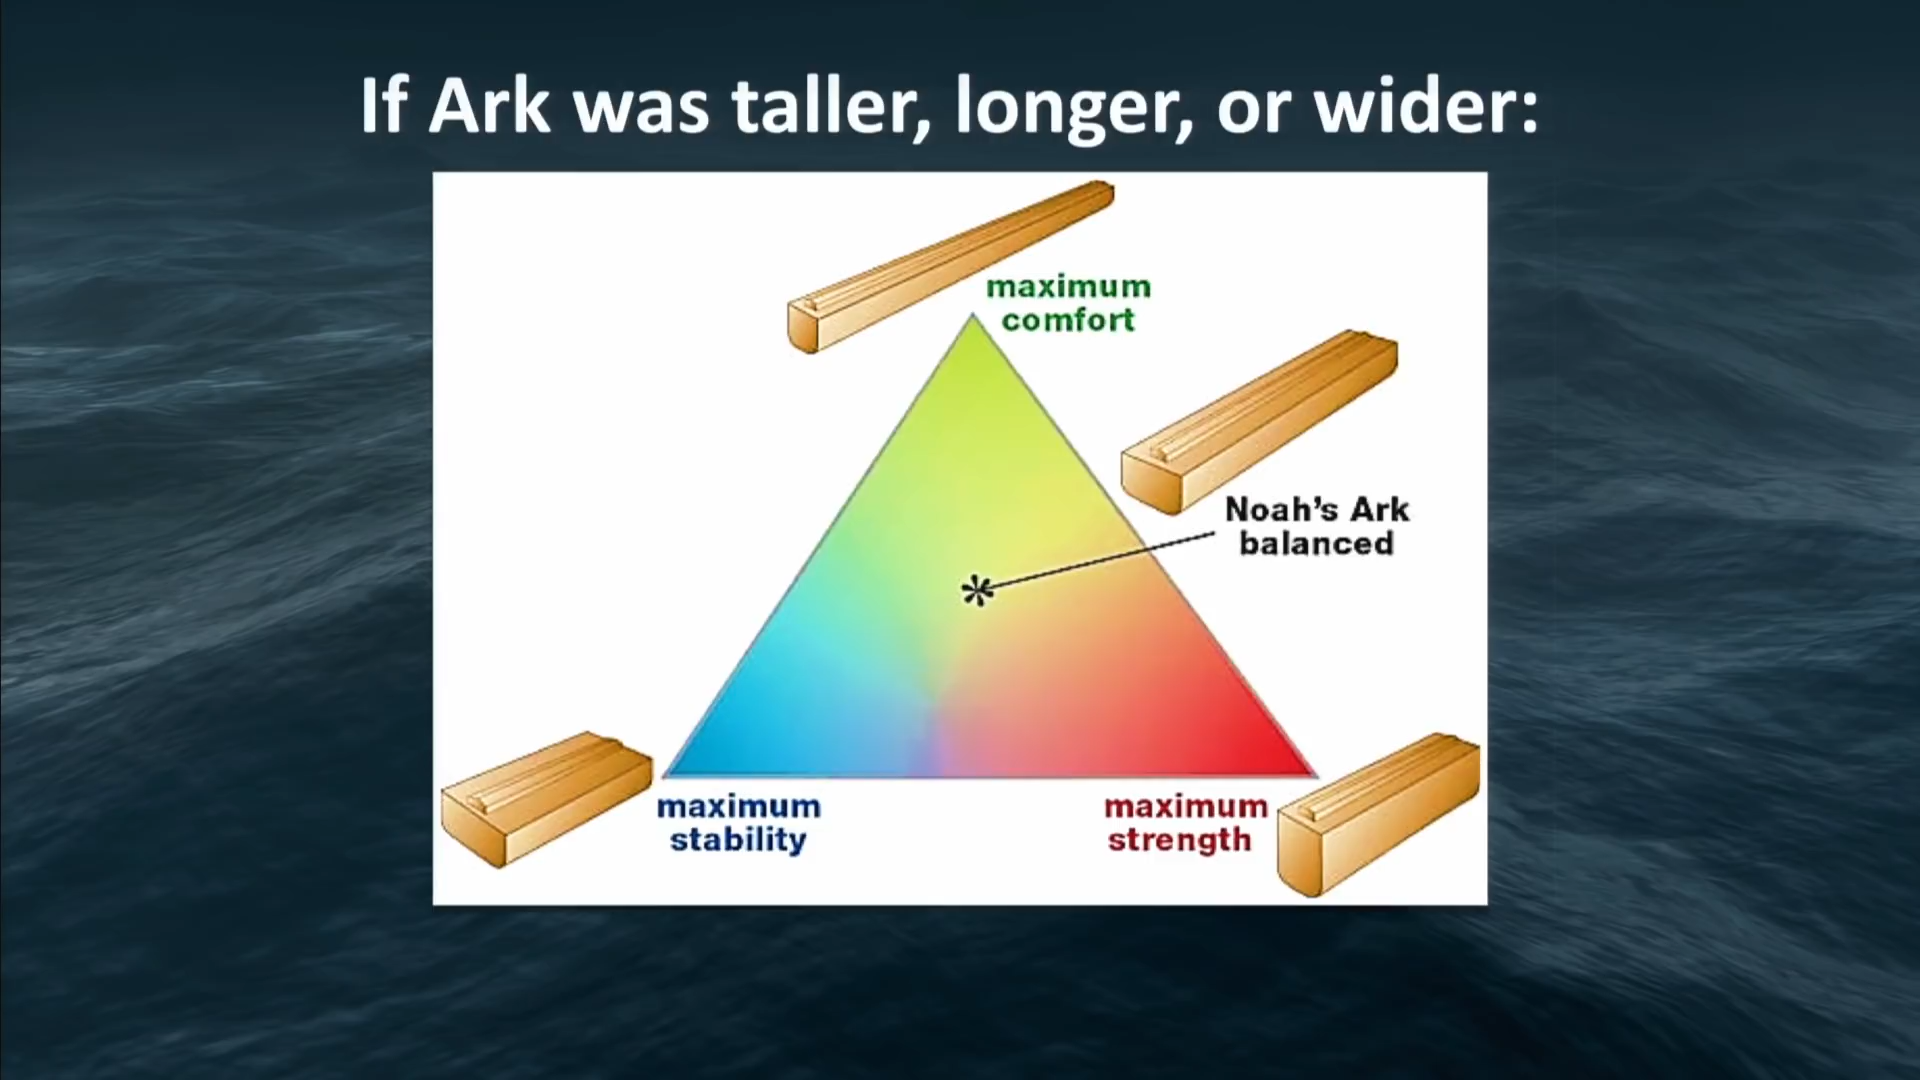 If Ark was taller, longer, or wider:
maximum
comfort
Noah's Ark
balanced
maximum
stability
maximum
strength